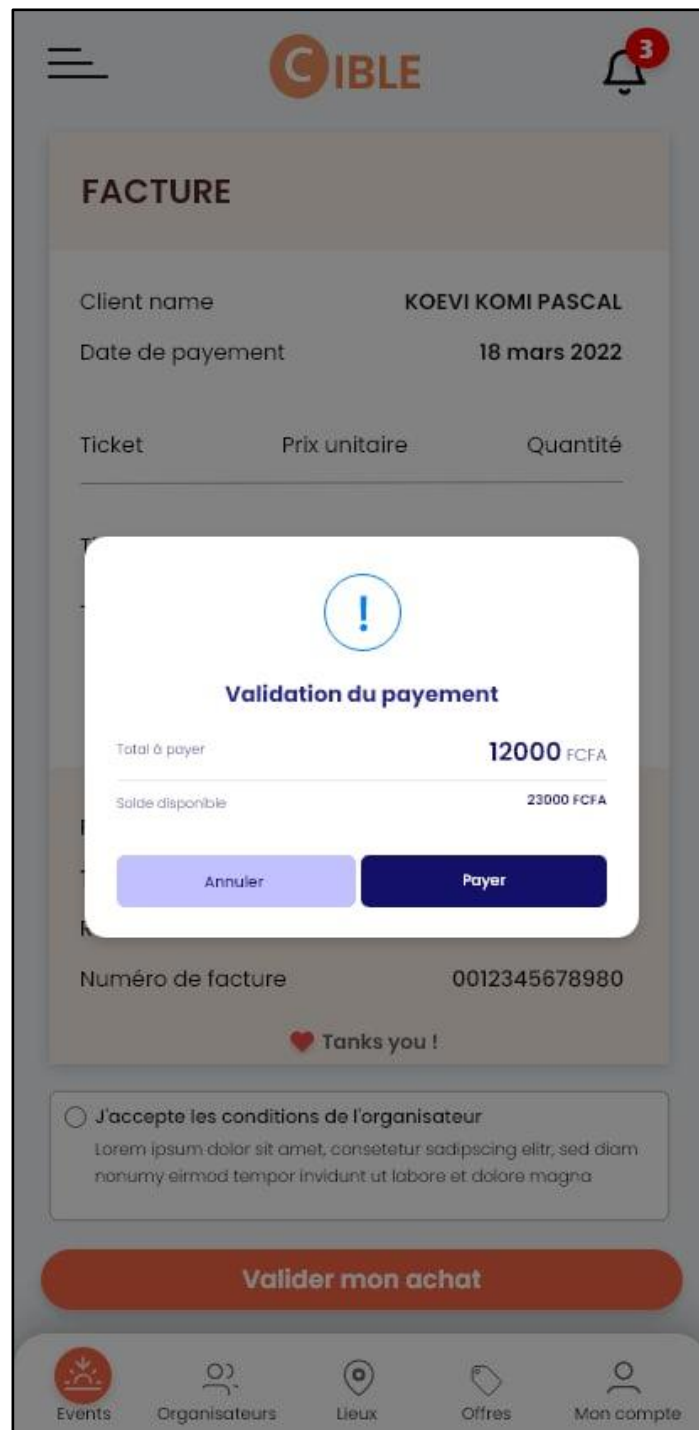 CIBLE
3
FACTURE
Client name KOEVI KOMI PASCAL
Date de payement 18 mars 2022
Ticket Prix unitaire Quantité
Validation du payement
Total à payer 12000 FCFA
Solde disponible 23000 FCFA
Annuler Payer
Numéro de facture 0012345678980
Tanks you !
J'accepte les conditions de l'organisateur
Lorem ipsum dolor sit amet, consetetur sadipscing elitr, sed diam
nonumy eirmod tempor invidunt ut labore et dolore magna
Valider mon achat
Events Organisateurs Lieux Offres Mon compte